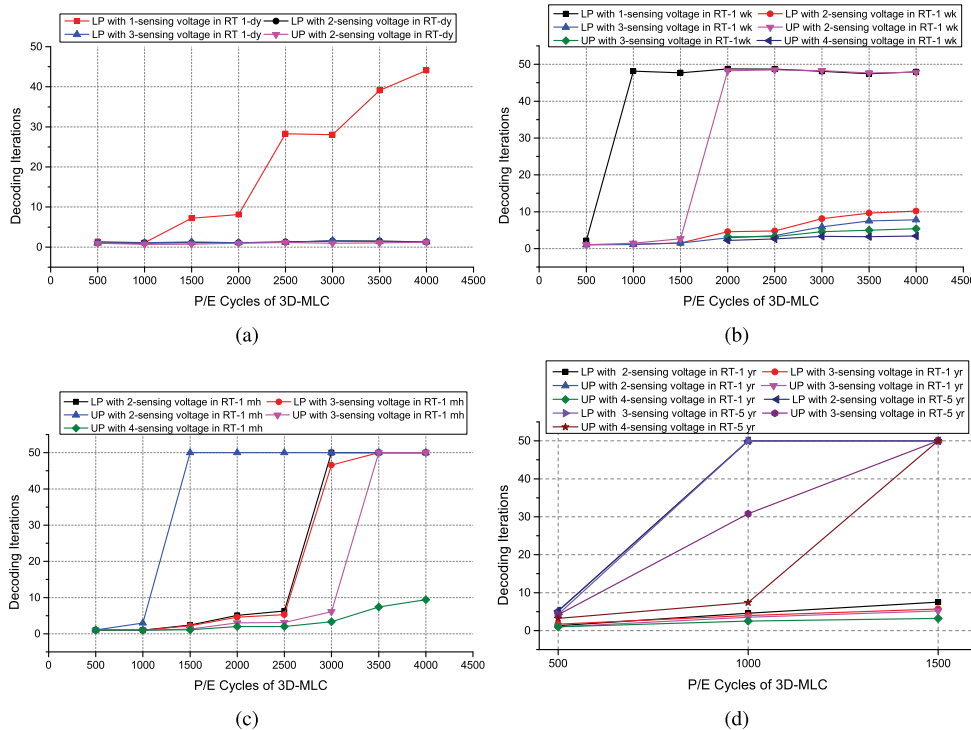 LP with 1-sensing voltage in RT 1-dy LP with 2-sensing voltage in RT-dy
LP with 3-sensing voltage in RT 1-dy UP with 2-sensing voltage in RT-dy
50
40
30
20
10
0
Decoding Iterations
0 500 1000 1500 2000 2500 3000 3500 4000 4500
P/E Cycles of 3D-MLC
(a)
LP with 1-sensing voltage in RT-1 wk LP with 2-sensing voltage in RT-1 wk
LP with 3-sensing voltage in RT-1 wk UP with 2-sensing voltage in RT-1 wk
UP with 3-sensing voltage in RT-1wk UP with 4-sensing voltage in RT-1 wk
50
40
30
20
10
0
Decoding Iterations
0 500 1000 1500 2000 2500 3000 3500 4000 450
P/E Cycles of 3D-MLC
(b)
LP with 2-sensing voltage in RT-1 mh LP with 3-sensing voltage in RT-1 mh
UP with 2-sensing voltage in RT-1 mh UP with 3-sensing voltage in RT-1 mh
UP with 4-sensing voltage in RT-1 mh
50
40
30
20
10
0
Decoding Iterations
0 500 1000 1500 2000 2500 3000 3500 4000 4500
P/E Cycles of 3D-MLC
(c)
LP with 2-sensing voltage in RT-1 yr LP with 3-sensing voltage in RT-1 yr
UP with 2-sensing voltage in RT-1 yr UP with 3-sensing voltage in RT-1 yr
UP with 4-sensing voltage in RT-1 yr LP with 2-sensing voltage in RT-5 yr
LP with 3-sensing voltage in RT-5 yr UP with 3-sensing voltage in RT-5 yr
UP with 4-sensing voltage in RT-5 yr
50
40
30
20
10
0
Decoding Iterations
500 1000 1500
P/E Cycles of 3D-MLC
(d)